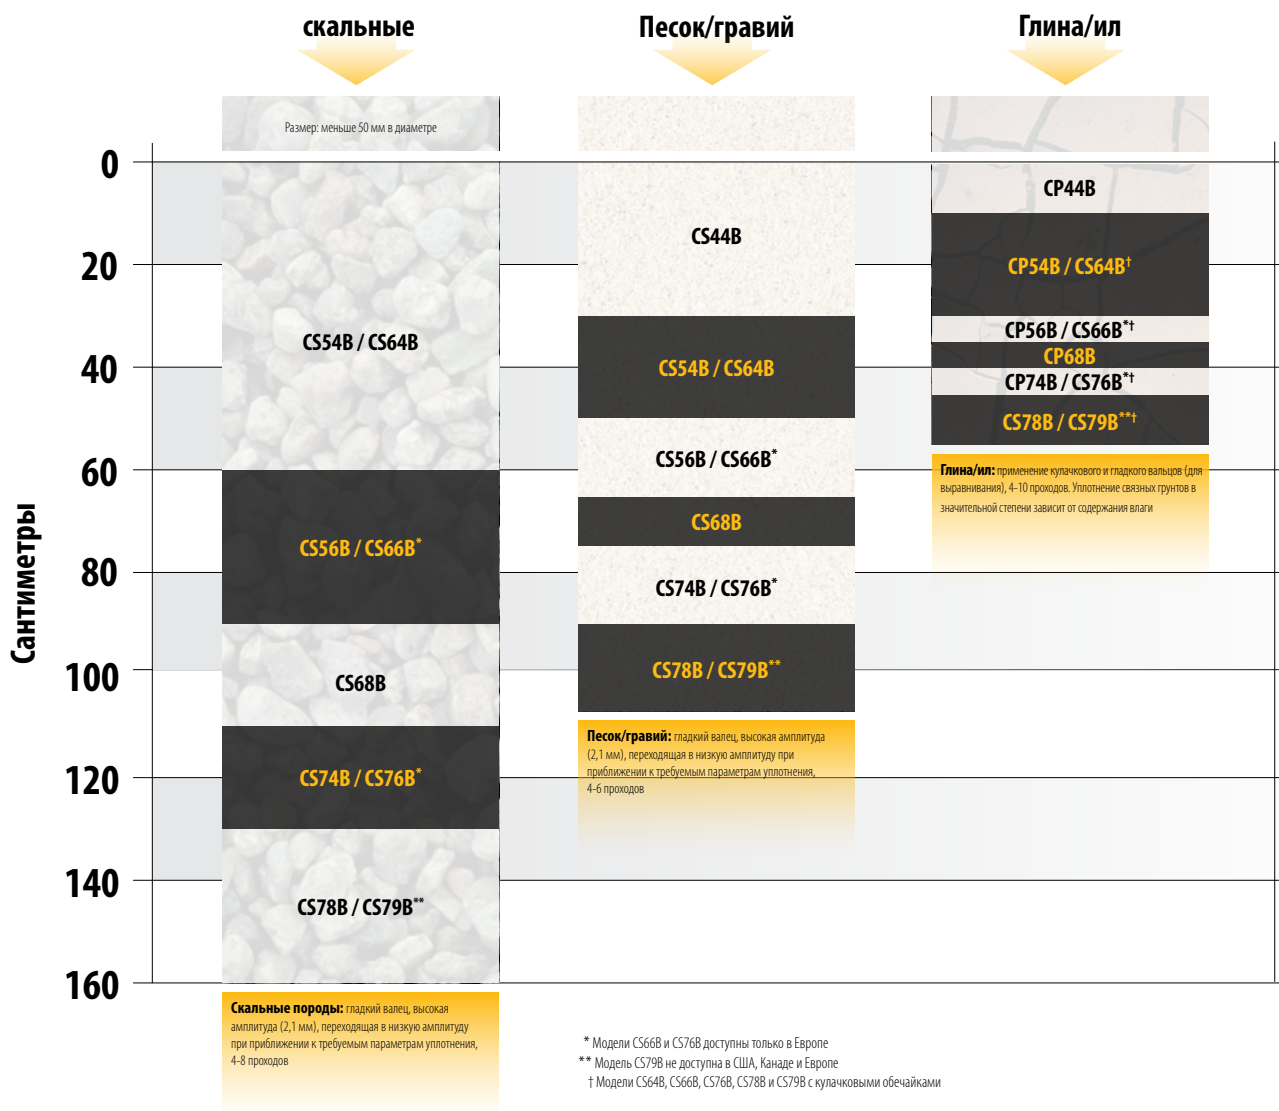 скальные
Песок/гравий
Глина/ил
Размер: меньше 50 мм в диаметре
Сантиметры
0
20
40
60
80
100
120
140
160
CS54B / CS64B
CS56B / CS66B*
CS68B
CS74B / CS76B*
CS78B / CS79B**
Скальные породы: гладкий валец, высокая
амплитуда (2,1 мм), переходящая в низкую амплитуду
при приближении к требуемым параметрам уплотнения,
4-8 проходов
CS44B
CS54B / CS64B
CS56B / CS66B*
CS68B
CS74B / CS76B*
CS78B / CS79B**
Песок/гравий: гладкий валец, высокая амплитуда
(2,1 мм), переходящая в низкую амплитуду при
приближении к требуемым параметрам уплотнения,
4-6 проходов
CP44B
CP54B / CS64B†
CP56B / CS66B*†
CP68B
CP74B / CS76B*†
CS78B / CS79B**†
Глина/ил: применение кулачкового и гладкого вальцов (для
выравнивания), 4-10 проходов. Уплотнение связных грунтов в
значительной степени зависит от содержания влаги
* Модели CS66B и CS76B доступны только в Европе
** Модель CS79B не доступна в США, Канаде и Европе
† Модели CS64B, CS66B, CS76B, CS78B и CS79B с кулачковыми обечайками